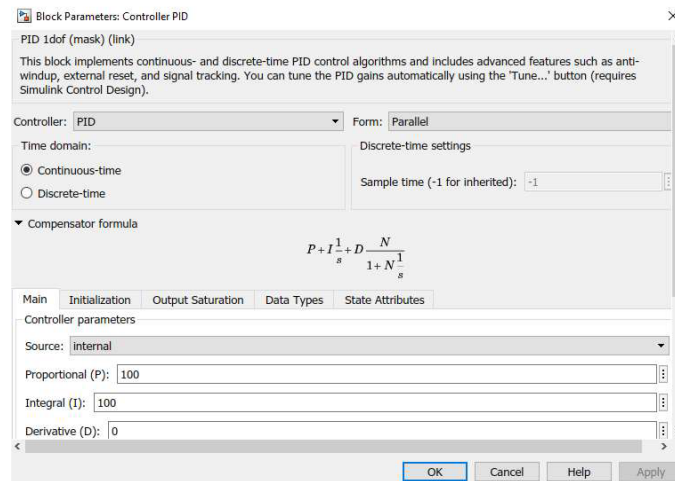 Block Parameters: Controller PID
PID 1dof (mask) (link)
This block implements continuous- and discrete-time PID control algorithms and includes advanced features such as anti-
windup, external reset, and signal tracking. You can tune the PID gains automatically using the 'Tune...' button (requires
Simulink Control Design).
Controller: PID Form: Parallel
Time domain: Discrete-time settings
Continuous-time
Sample time (-1 for inherited): -1
Discrete-time
Compensator formula
P+I 1/s +D N/(1+N 1/s)
Main Initialization Output Saturation Data Types State Attributes
Controller parameters
Source: internal
Proportional (P): 100
Integral (I): 100
Derivative (D): 0
OK Cancel Help Apply